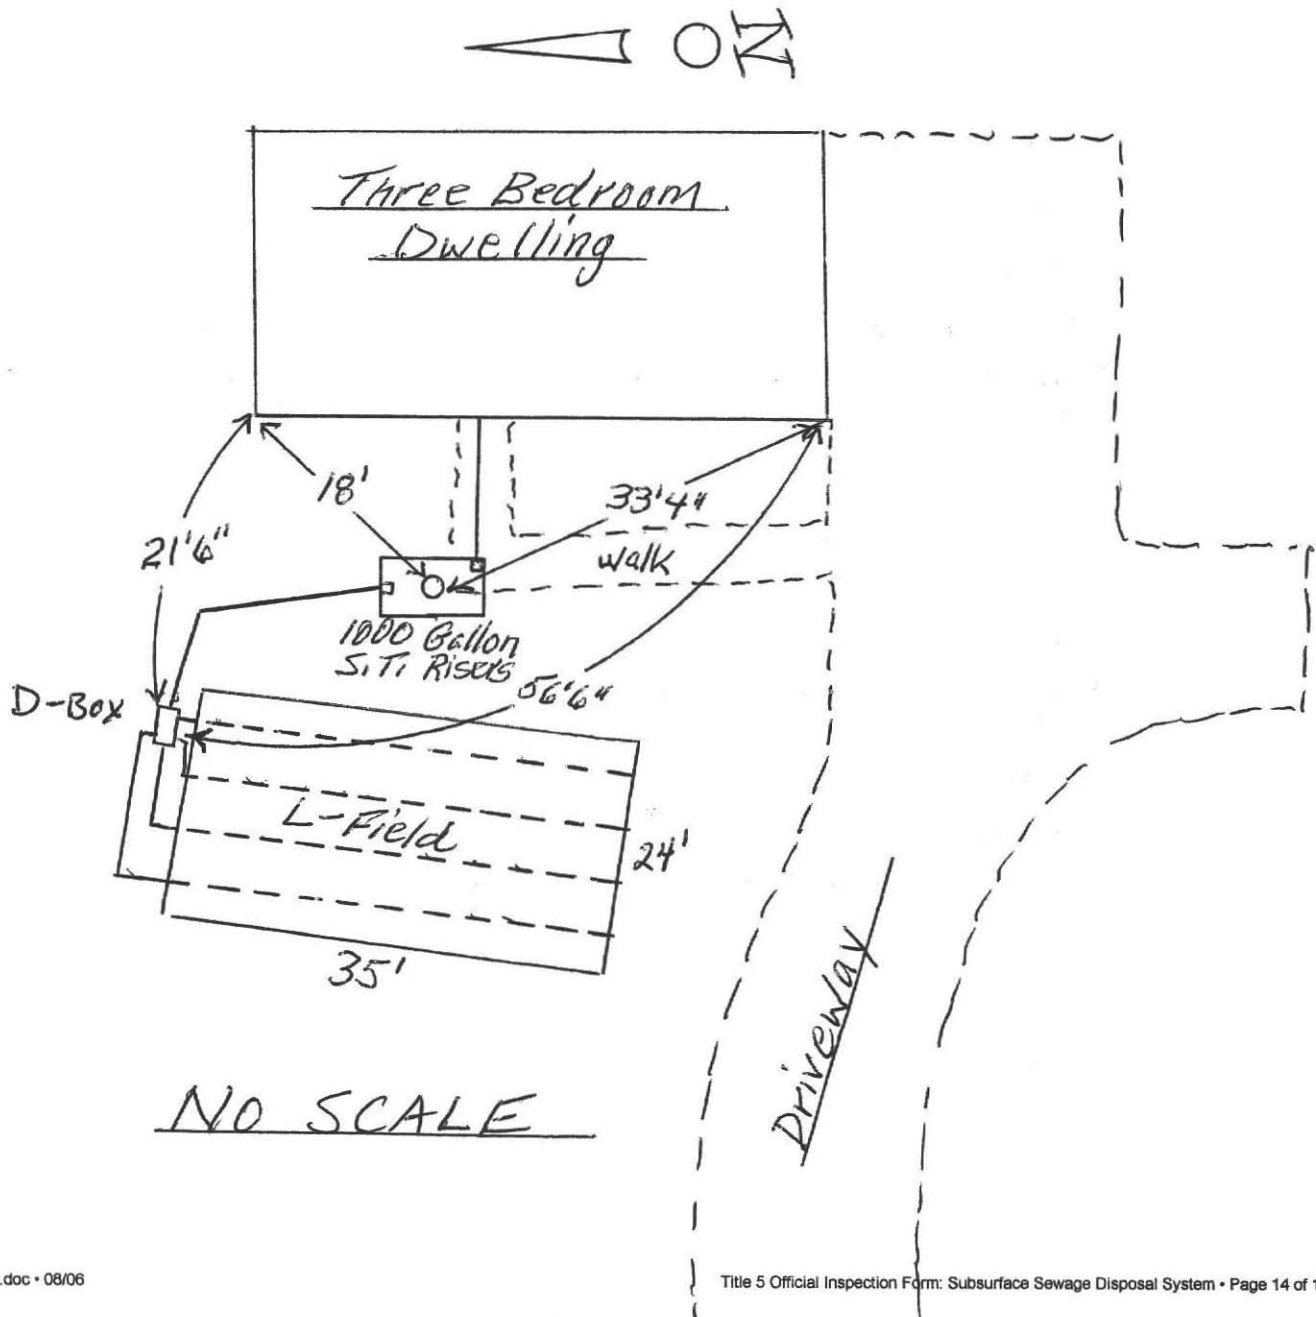 N
Three Bedroom
Dwelling
18'
33'4"
21'6"
walk
1000 Gallon
S.T. Risers
56'6"
D-Box
L-Field
24'
35'
Driveway
NO SCALE
.doc • 08/06
Title 5 Official Inspection Form: Subsurface Sewage Disposal System • Page 14 of 1